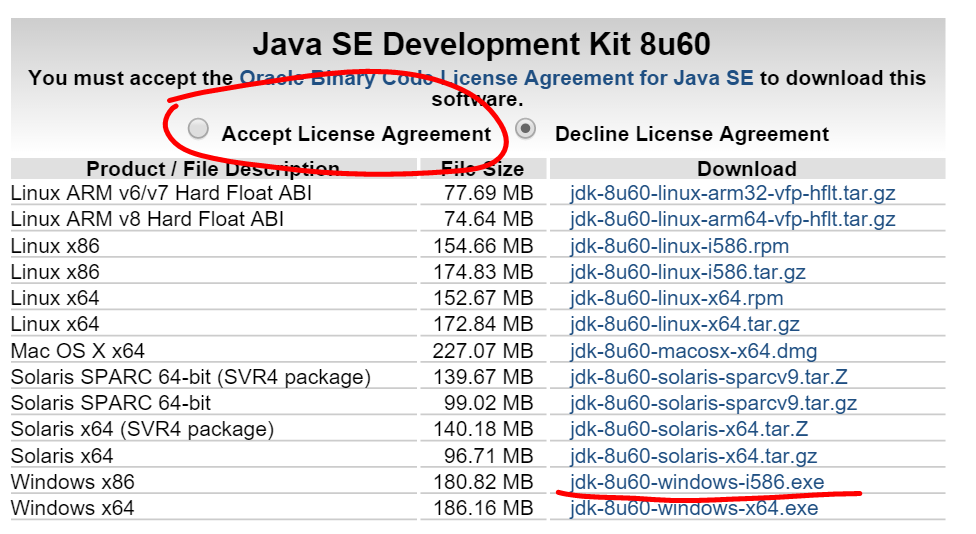 Java SE Development Kit 8u60
You must accept the Oracle Binary Code License Agreement for Java SE to download this
software.
Accept License Agreement Decline License Agreement
Product / File Description File Size Download
Linux ARM v6/v7 Hard Float ABI 77.69 MB jdk-8u60-linux-arm32-vfp-hflt.tar.gz
Linux ARM v8 Hard Float ABI 74.64 MB jdk-8u60-linux-arm64-vfp-hflt.tar.gz
Linux x86 154.66 MB jdk-8u60-linux-i586.rpm
Linux x86 174.83 MB jdk-8u60-linux-i586.tar.gz
Linux x64 152.67 MB jdk-8u60-linux-x64.rpm
Linux x64 172.84 MB jdk-8u60-linux-x64.tar.gz
Mac OS X x64 227.07 MB jdk-8u60-macosx-x64.dmg
Solaris SPARC 64-bit (SVR4 package) 139.67 MB jdk-8u60-solaris-sparcv9.tar.Z
Solaris SPARC 64-bit 99.02 MB jdk-8u60-solaris-sparcv9.tar.gz
Solaris x64 (SVR4 package) 140.18 MB jdk-8u60-solaris-x64.tar.Z
Solaris x64 96.71 MB jdk-8u60-solaris-x64.tar.gz
Windows x86 180.82 MB jdk-8u60-windows-i586.exe
Windows x64 186.16 MB jdk-8u60-windows-x64.exe